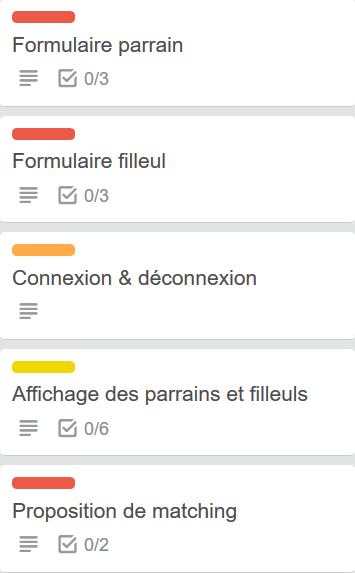 Formulaire parrain
0/3
Formulaire filleul
0/3
Connexion & déconnexion
Affichage des parrains et filleuls
0/6
Proposition de matching
0/2